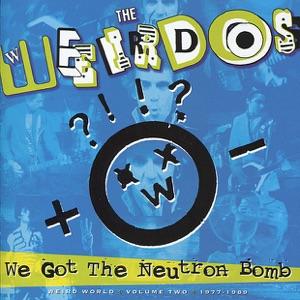 THE
WEIRDOS
?!!?
+ x x -
W
We Got The Neutron Bomb
WEIRD WORLD · VOLUME TWO · 1977-1989